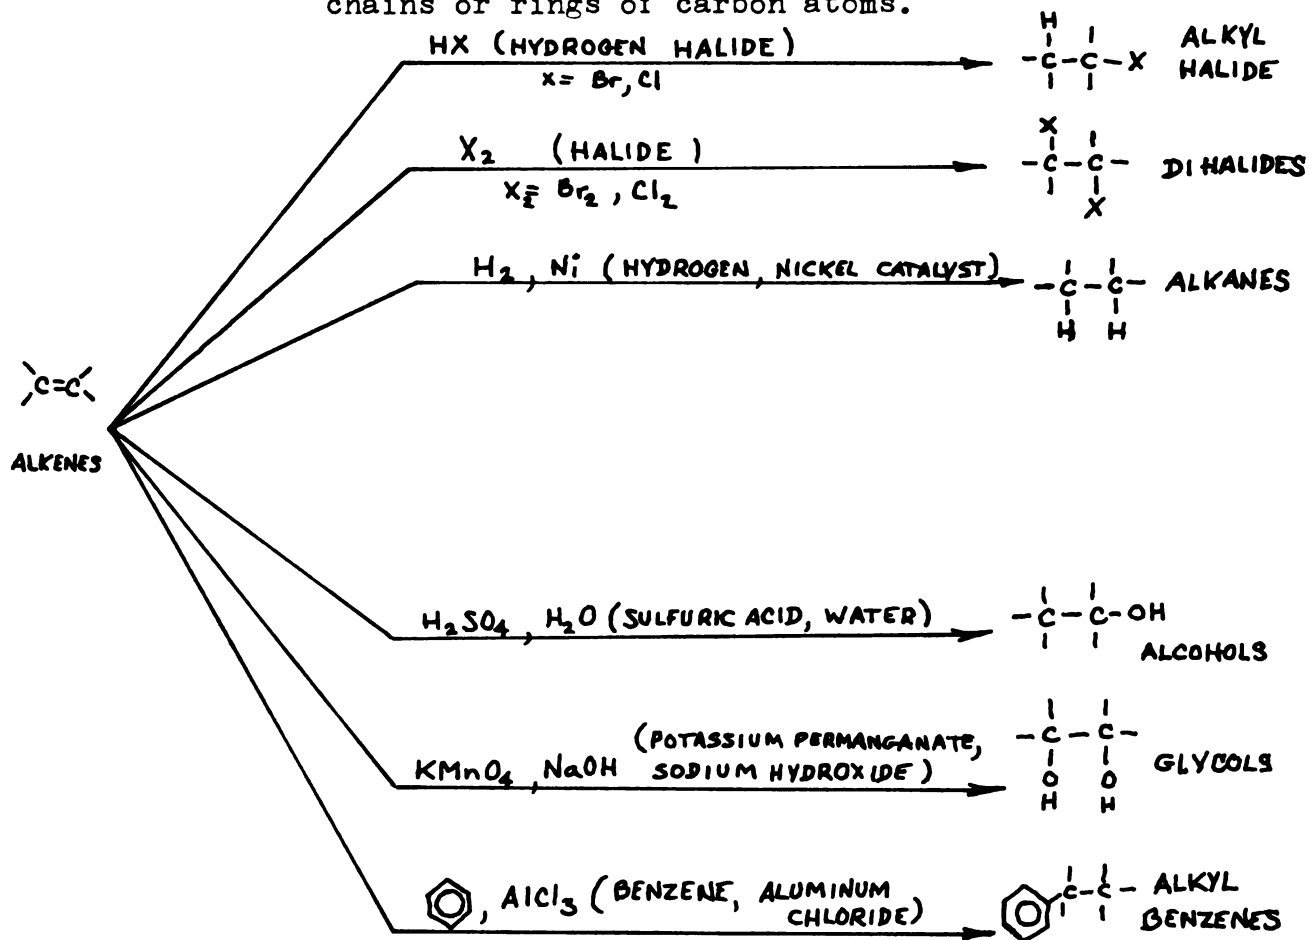 chains or rings of carbon atoms.
HX (HYDROGEN HALIDE)
X= Br, Cl
H
-C-C-X
ALKYL
HALIDE
X2 (HALIDE)
X2= Br2, Cl2
X
-C-C-
X
DIHALIDES
H2, Ni (HYDROGEN, NICKEL CATALYST)
-C-C-
H H
ALKANES
C=C
ALKENES
H2SO4, H2O (SULFURIC ACID, WATER)
-C-C-OH
ALCOHOLS
KMnO4, NaOH (POTASSIUM PERMANGANATE,
SODIUM HYDROXIDE)
-C-C-
O O
H H
GLYCOLS
, AlCl3 (BENZENE, ALUMINUM
CHLORIDE)
C-C-
ALKYL
BENZENES